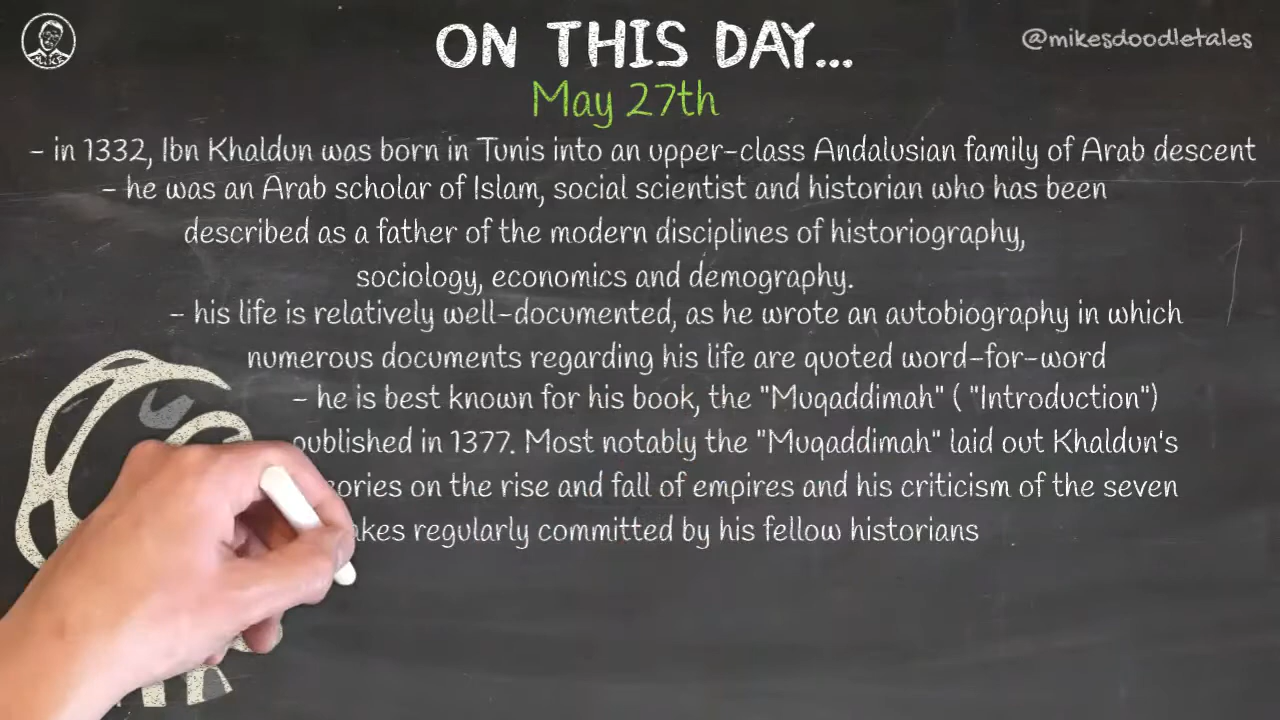 ON THIS DAY...
@mikesdoodletales
MIKE
May 27th
- in 1332, Ibn Khaldun was born in Tunis into an upper-class Andalusian family of Arab descent
- he was an Arab scholar of Islam, social scientist and historian who has been
described as a father of the modern disciplines of historiography,
sociology, economics and demography.
- his life is relatively well-documented, as he wrote an autobiography in which
numerous documents regarding his life are quoted word-for-word
- he is best known for his book, the "Muqaddimah" ( "Introduction")
published in 1377. Most notably the "Muqaddimah" laid out Khaldun's
on the rise and fall of empires and his criticism of the seven
regularly committed by his fellow historians